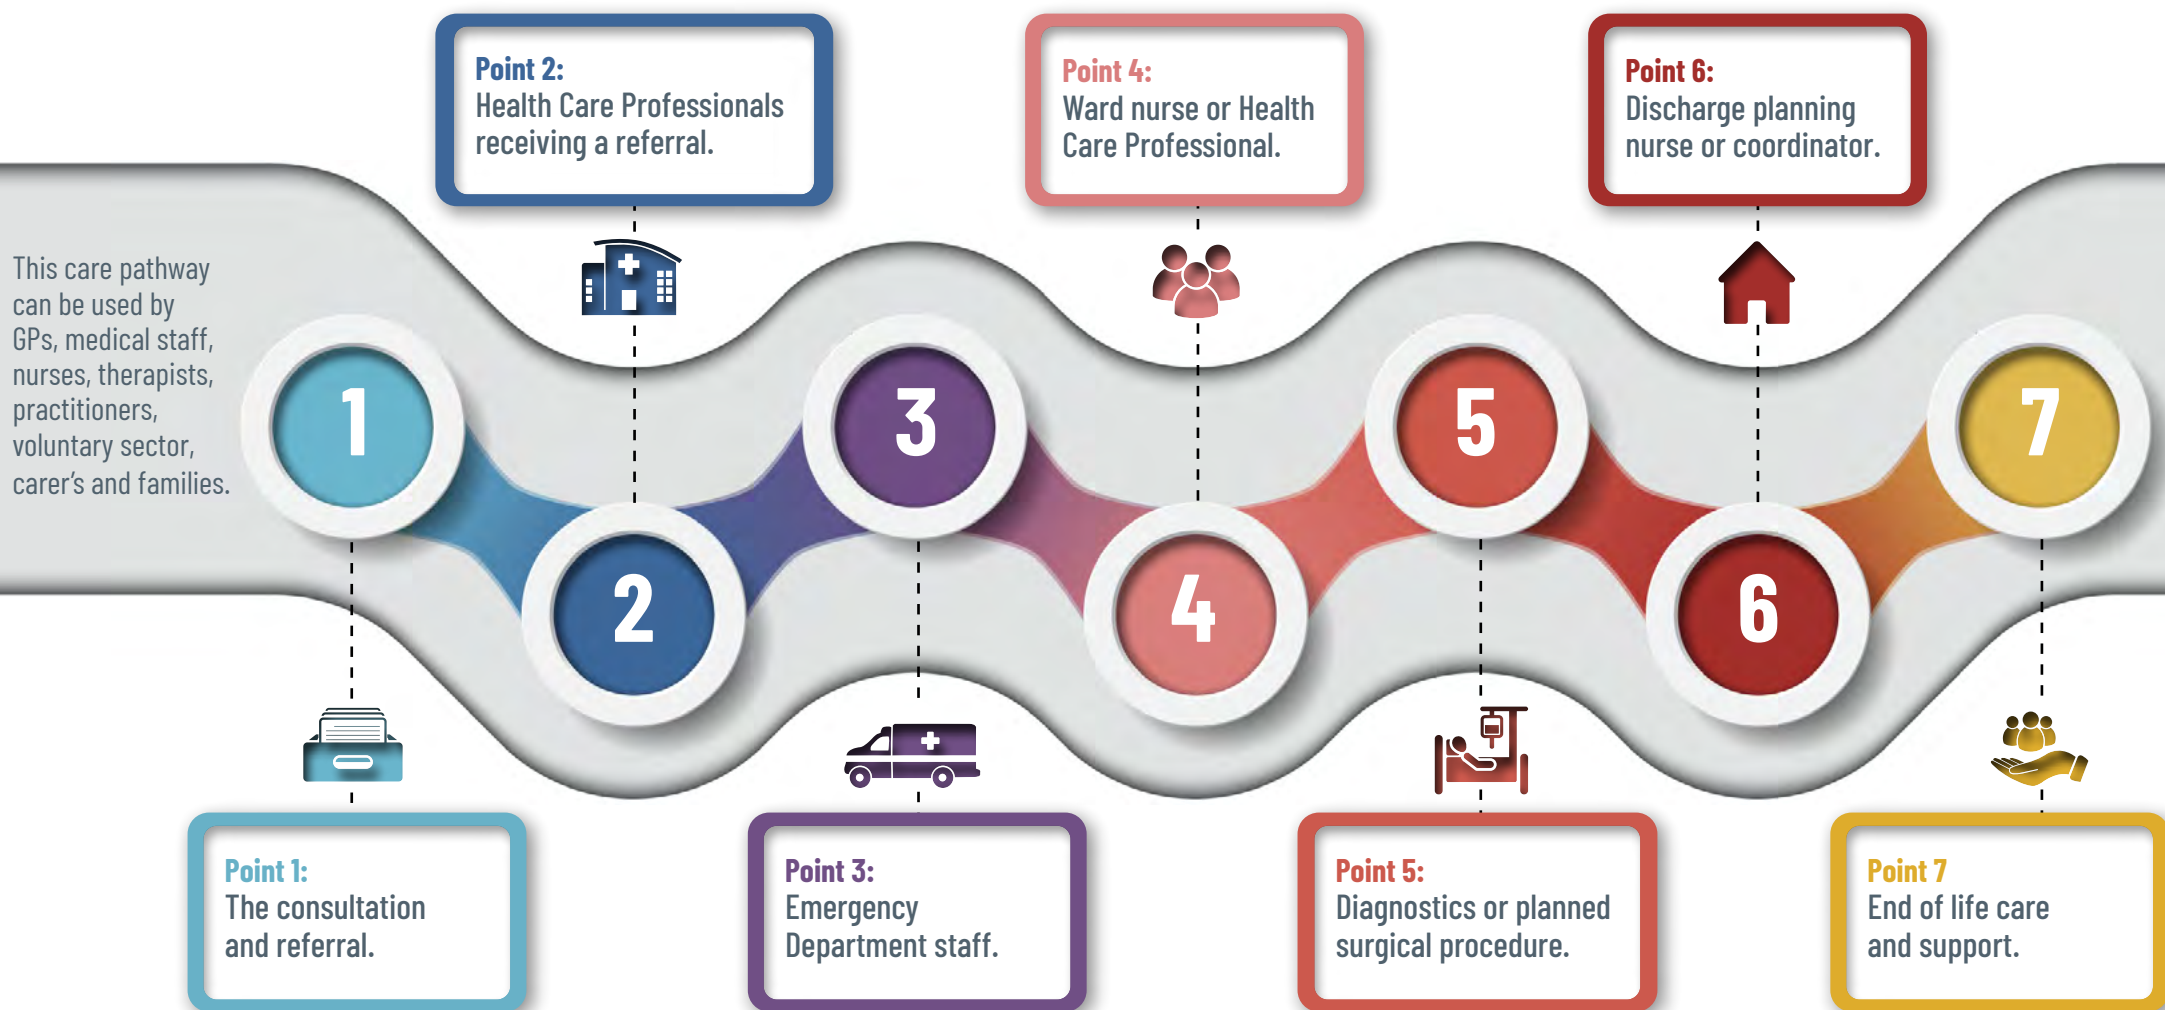 Point 2:
Health Care Professionals
receiving a referral.
Point 4:
Ward nurse or Health
Care Professional.
Point 6:
Discharge planning
nurse or coordinator.
This care pathway
can be used by
GPs, medical staff,
nurses, therapists,
practitioners,
voluntary sector,
carer's and families.
1
2
3
4
5
6
7
Point 1:
The consultation
and referral.
Point 3:
Emergency
Department staff.
Point 5:
Diagnostics or planned
surgical procedure.
Point 7
End of life care
and support.